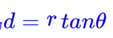 d = r tanθ